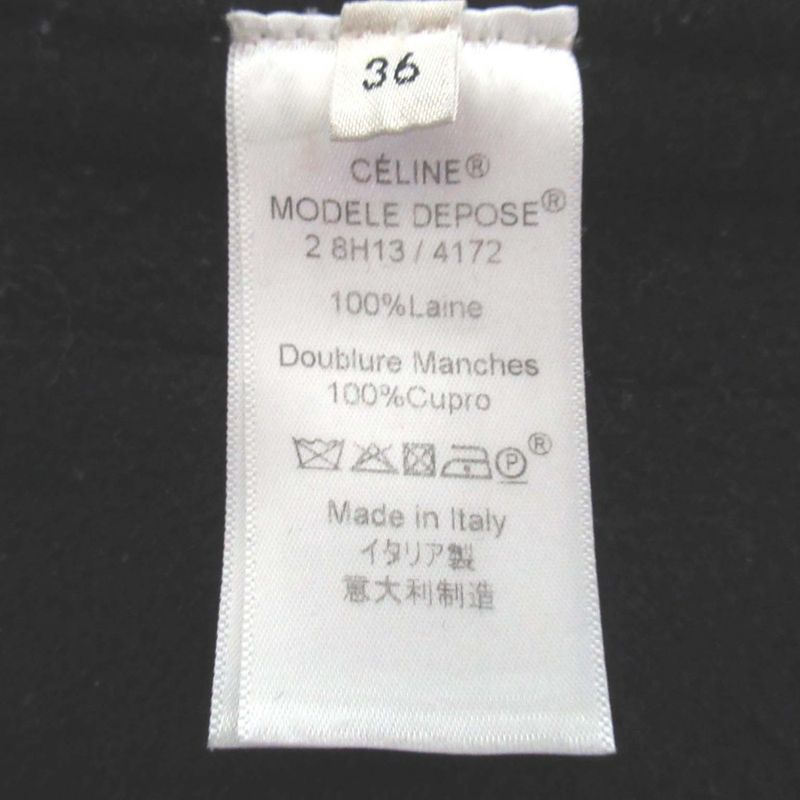 36
CÉLINE®
MODELE DEPOSE®
2 8H13 / 4172
100%Laine
Doublure Manches
100%Cupro
P ®
Made in Italy
イタリア製
意大利制造